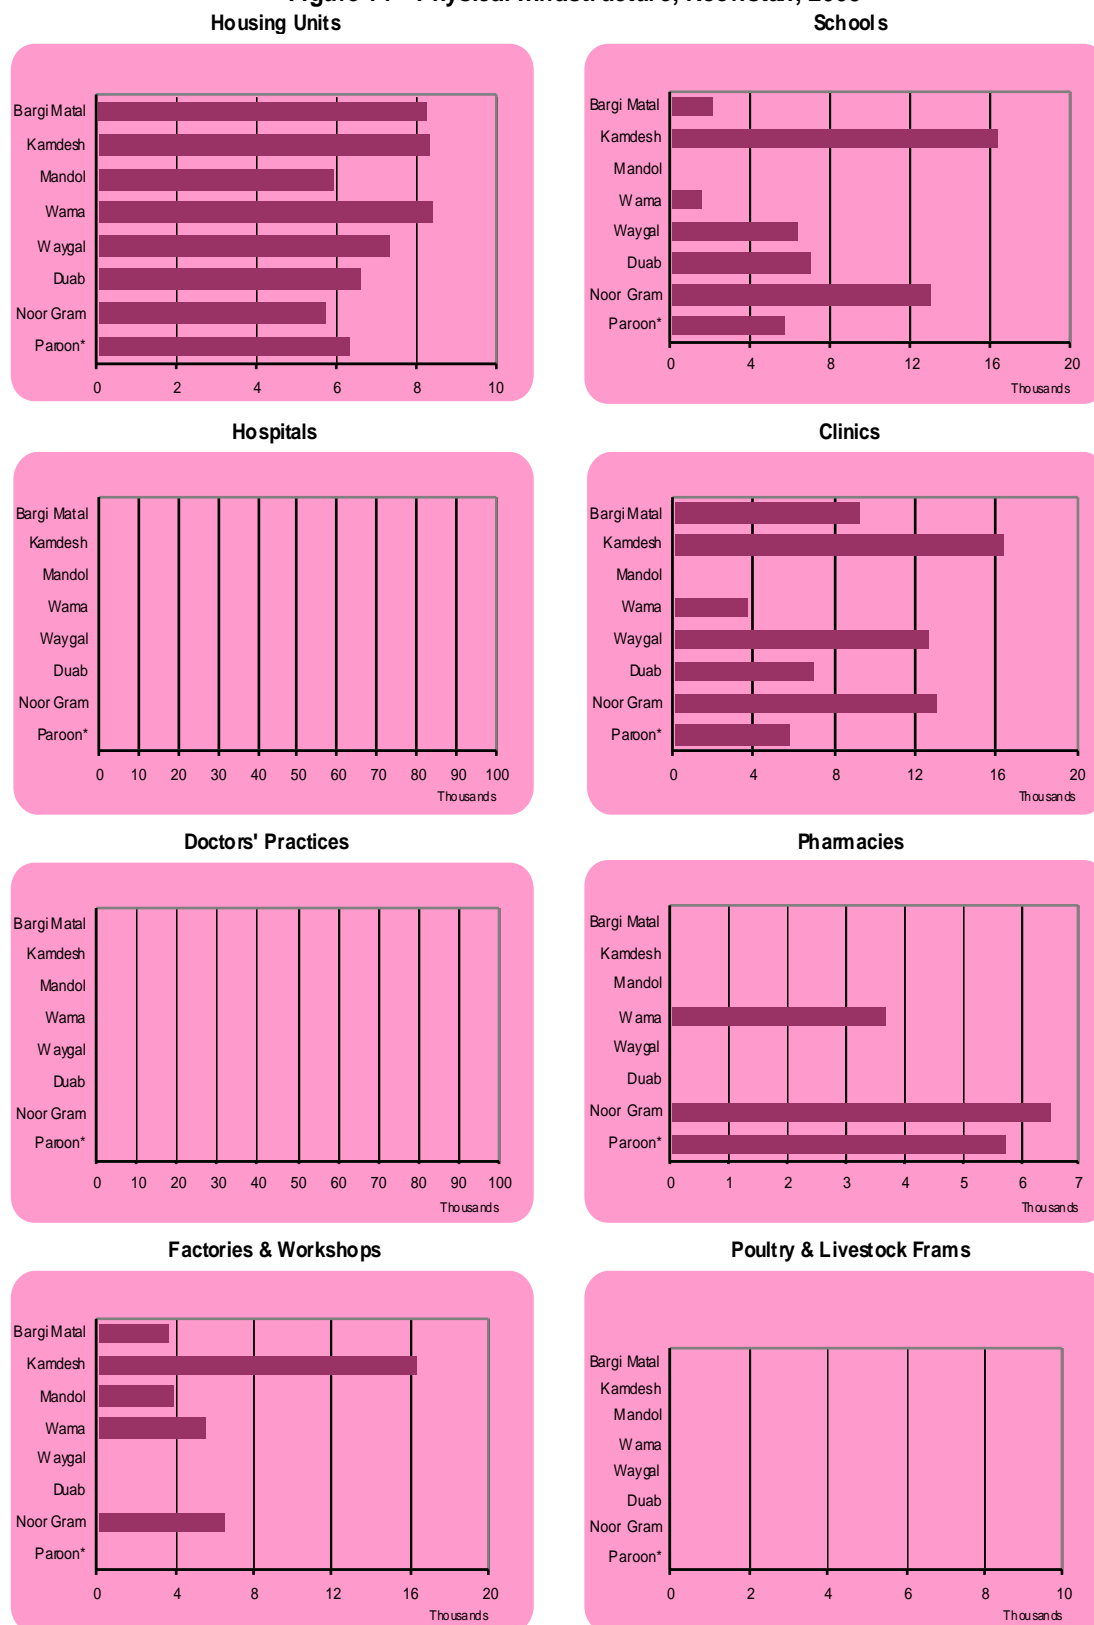 Figure - Physical Infrastructure, Nooristan,
Housing Units
Bargi Matal
Kamdesh
Mandol
Wama
Waygal
Duab
Noor Gram
Paroon*
0 2 4 6 8 10
Schools
Bargi Matal
Kamdesh
Mandol
Wama
Waygal
Duab
Noor Gram
Paroon*
0 4 8 12 16 20
Thousands
Hospitals
Bargi Matal
Kamdesh
Mandol
Wama
Waygal
Duab
Noor Gram
Paroon*
0 10 20 30 40 50 60 70 80 90 100
Thousands
Clinics
Bargi Matal
Kamdesh
Mandol
Wama
Waygal
Duab
Noor Gram
Paroon*
0 4 8 12 16 20
Thousands
Doctors' Practices
Bargi Matal
Kamdesh
Mandol
Wama
Waygal
Duab
Noor Gram
Paroon*
0 10 20 30 40 50 60 70 80 90 100
Thousands
Pharmacies
Bargi Matal
Kamdesh
Mandol
Wama
Waygal
Duab
Noor Gram
Paroon*
0 1 2 3 4 5 6 7
Thousands
Factories & Workshops
Bargi Matal
Kamdesh
Mandol
Wama
Waygal
Duab
Noor Gram
Paroon*
0 4 8 12 16 20
Thousands
Poultry & Livestock Frams
Bargi Matal
Kamdesh
Mandol
Wama
Waygal
Duab
Noor Gram
Paroon*
0 2 4 6 8 10
Thousands